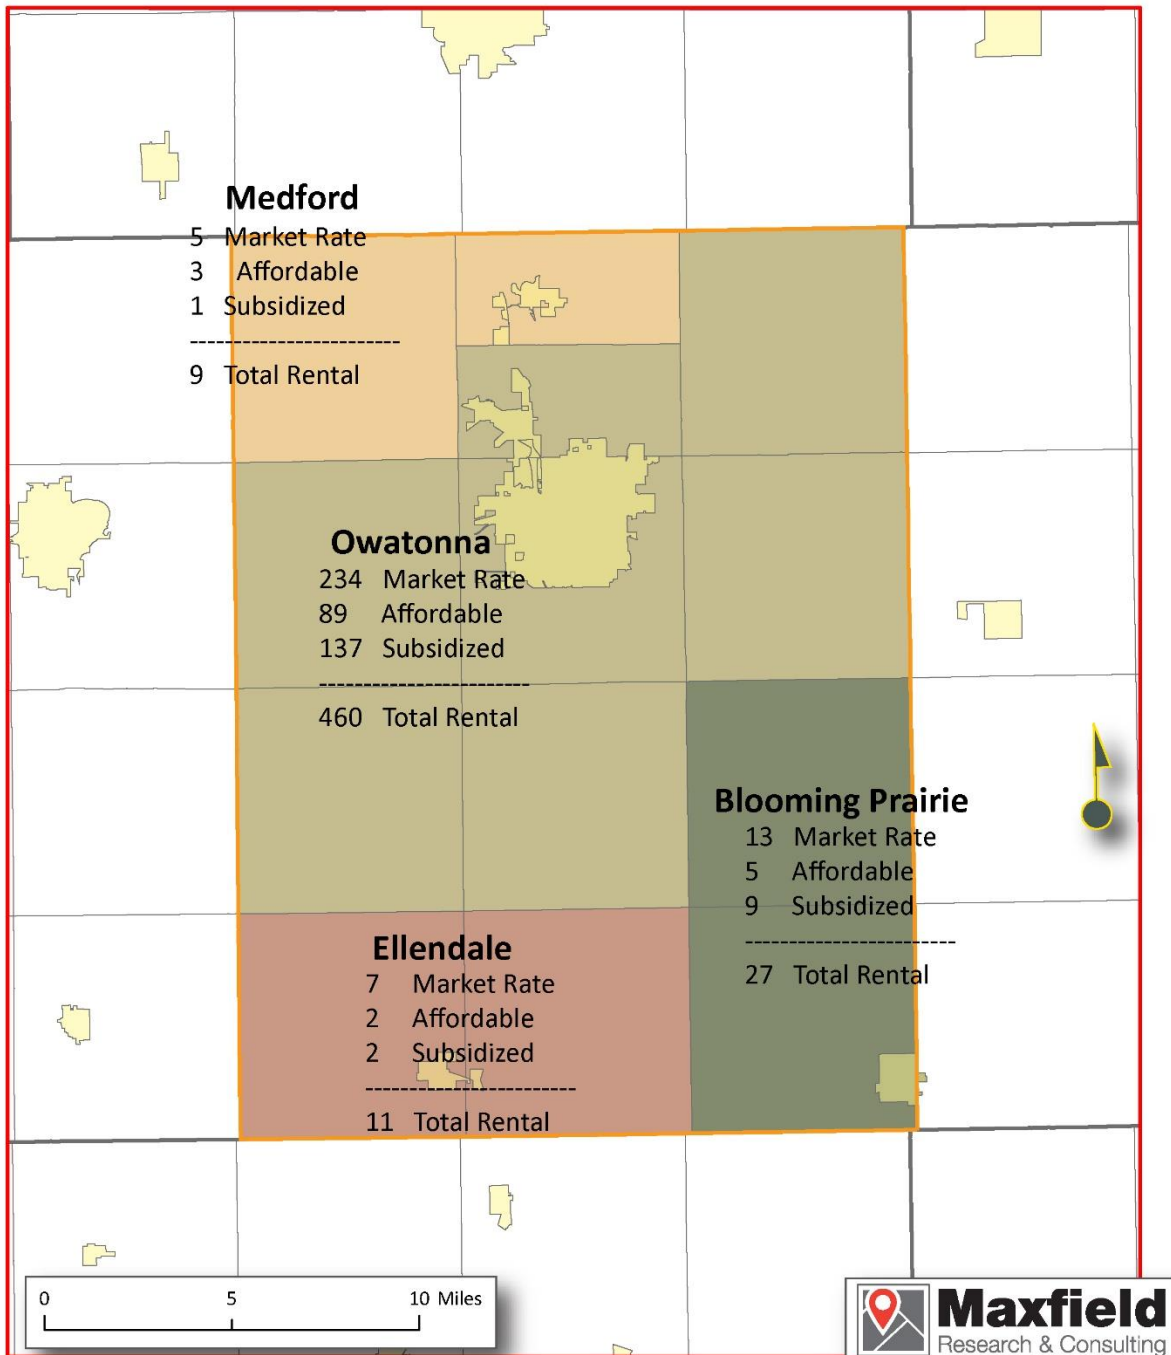 Medford
5 Market Rate
3 Affordable
1 Subsidized
------------------------
9 Total Rental
Owatonna
234 Market Rate
89 Affordable
137 Subsidized
------------------------
460 Total Rental
Blooming Prairie
13 Market Rate
5 Affordable
9 Subsidized
------------------------
27 Total Rental
Ellendale
7 Market Rate
2 Affordable
2 Subsidized
------------------------
11 Total Rental
0 5 10 Miles
Maxfield
Research & Consulting